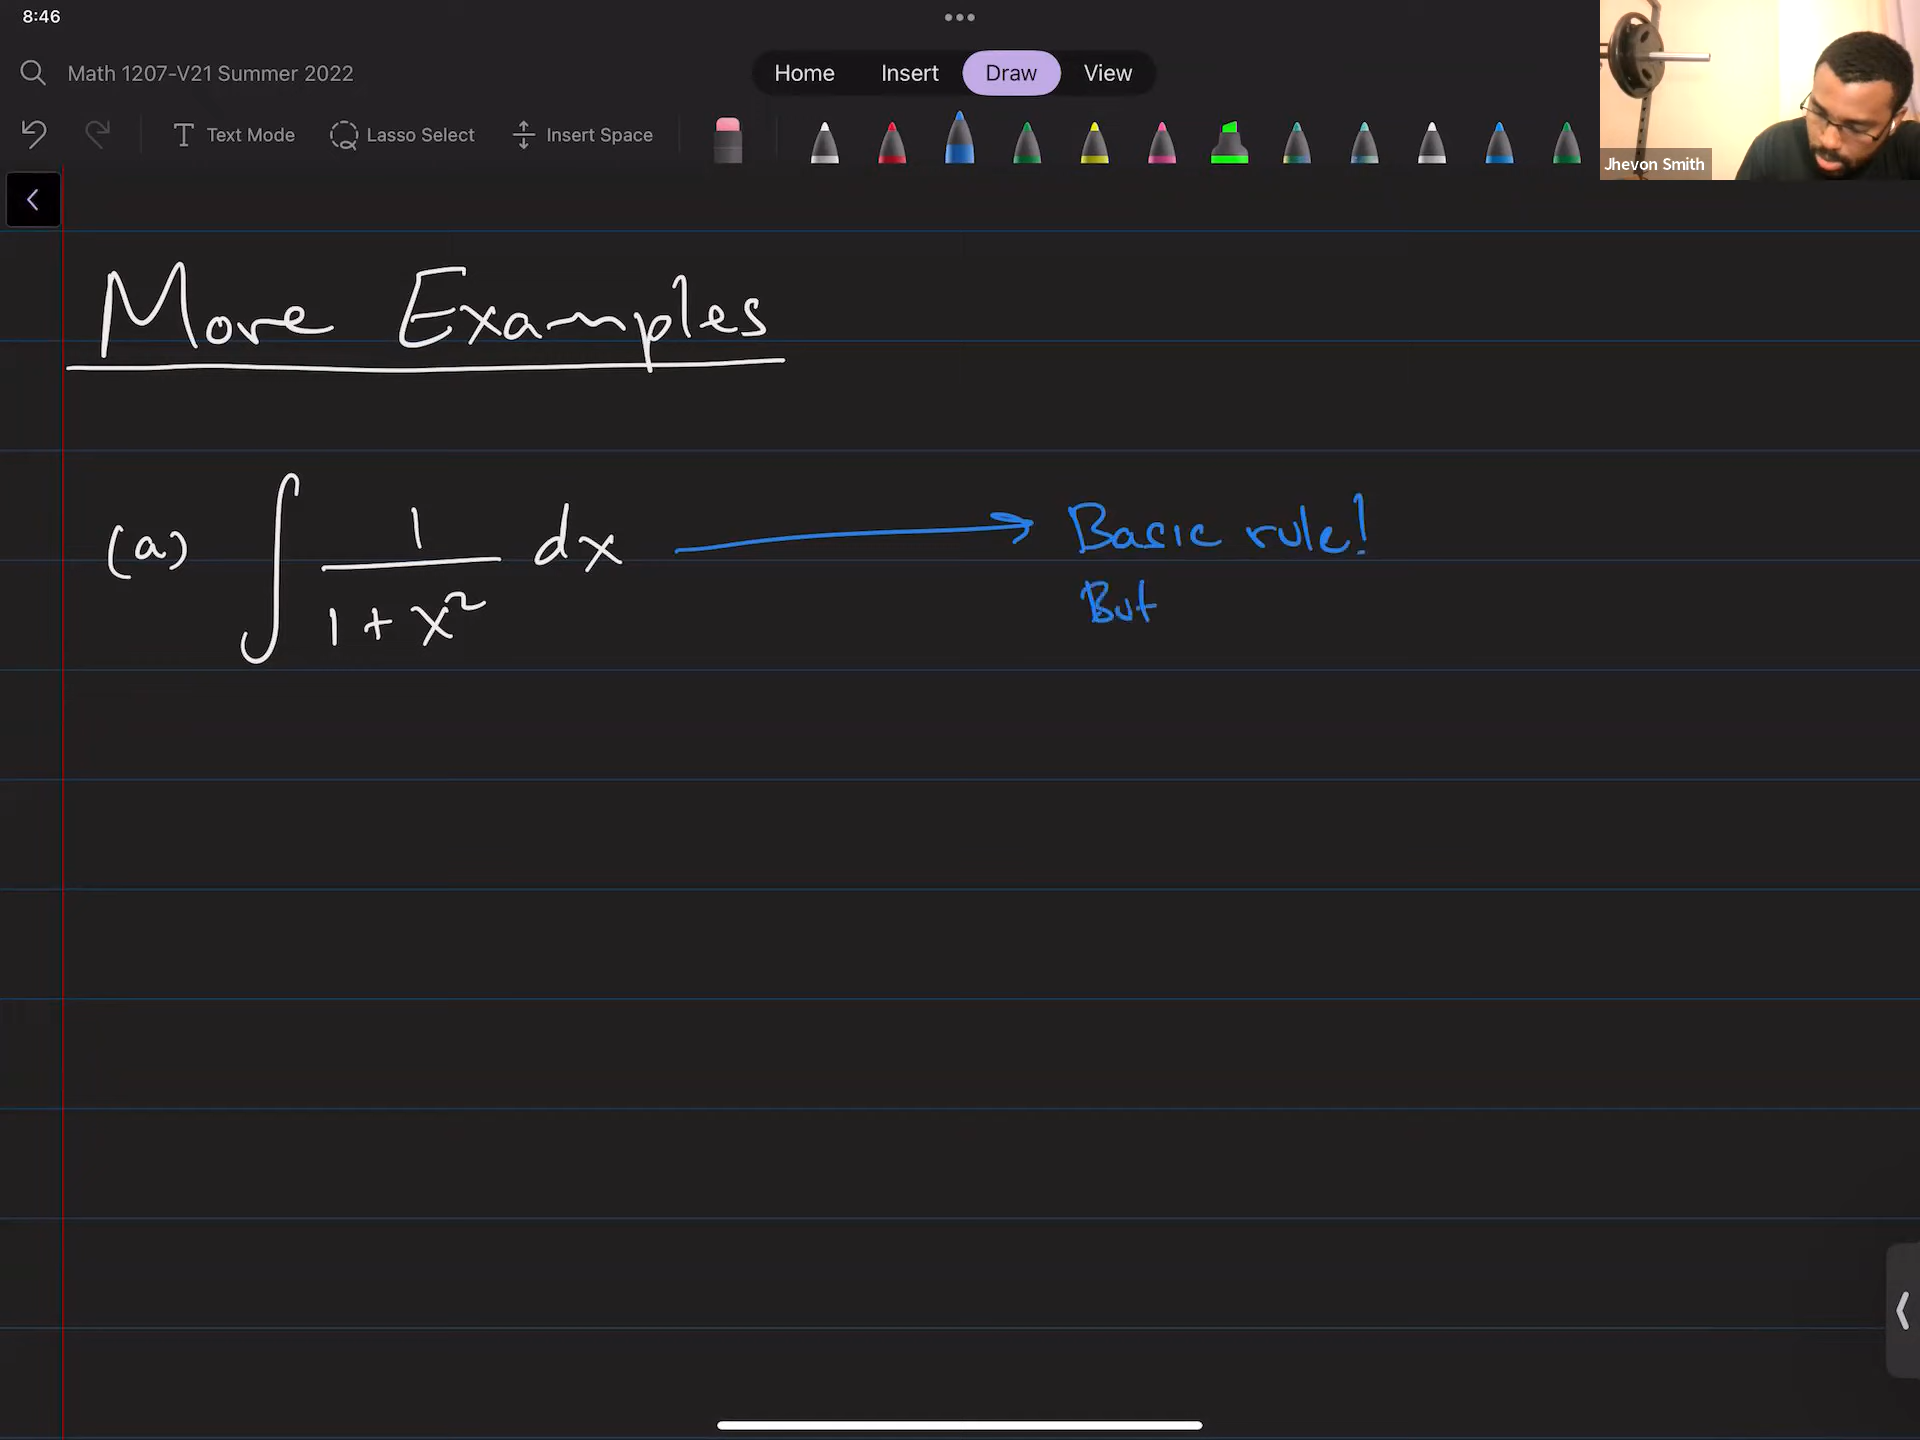 8:46
Math 1207-V21 Summer 2022
Home Insert Draw View
Text Mode Lasso Select Insert Space
Jhevon Smith
More Examples
(a) ∫ 1/(1 + x²) dx → Basic rule!
But